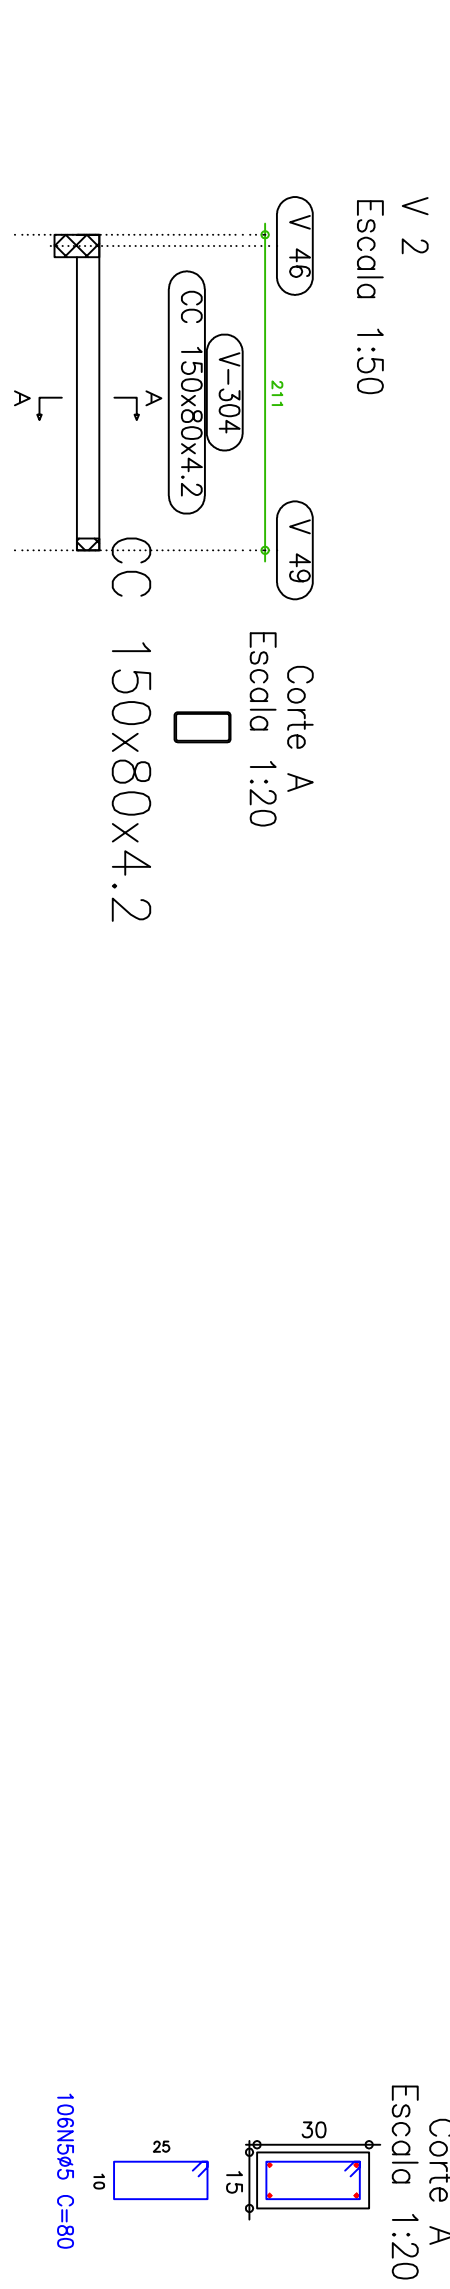 V 2
Escala 1:50
V 46
V 49
211
V-304
CC 150x80x4.2
A
A
Corte A
Escala 1:20
CC 150x80x4.2
Corte A
Escala 1:20
30
15
25
10
106N5ø5 C=80